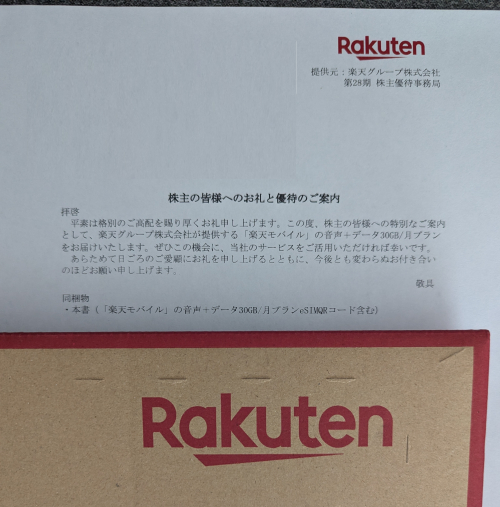 Rakuten
提供元：楽天グループ株式会社
第28期 株主優待事務局
株主の皆様へのお礼と優待のご案内
拝啓
平素は格別のご高配を賜り厚くお礼申し上げます。この度、株主の皆様への特別なご案内
として、楽天グループ株式会社が提供する「楽天モバイル」の音声＋データ30GB/月プラン
をお届けいたします。ぜひこの機会に、当社のサービスをご活用いただければ幸いです。
あらためて日ごろのご愛顧にお礼を申し上げるとともに、今後とも変わらぬお付き合い
のほどお願い申し上げます。
敬具
同梱物
・本書（「楽天モバイル」の音声＋データ30GB/月プランeSIMQRコード含む）
Rakuten